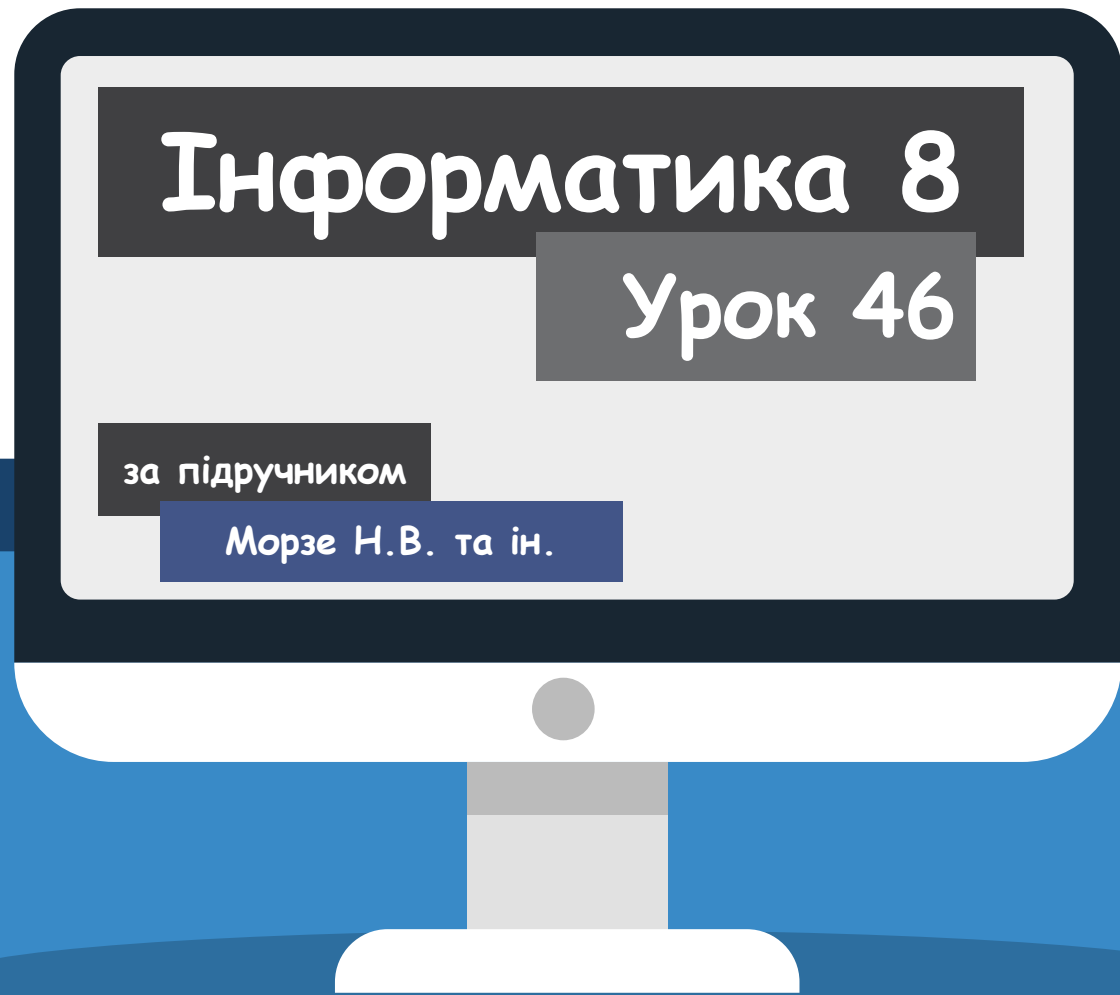 Інформатика 8
Урок 46
за підручником
Морзе Н.В. та ін.